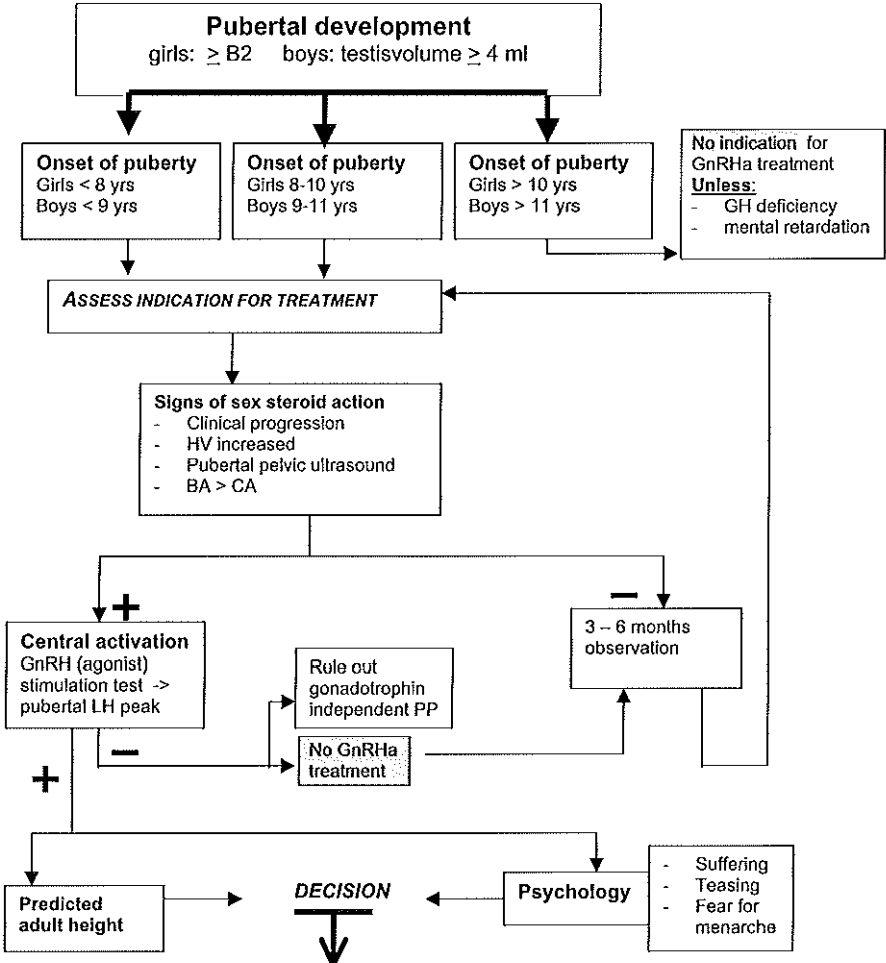 Pubertal development
girls: ≥ B2 boys: testisvolume ≥ 4 ml
Onset of puberty
Girls < 8 yrs
Boys < 9 yrs
Onset of puberty
Girls 8-10 yrs
Boys 9-11 yrs
Onset of puberty
Girls > 10 yrs
Boys > 11 yrs
No indication for
GnRHa treatment
Unless:
- GH deficiency
- mental retardation
ASSESS INDICATION FOR TREATMENT
Signs of sex steroid action
- Clinical progression
- HV increased
- Pubertal pelvic ultrasound
- BA > CA
+
−
Central activation
GnRH (agonist)
stimulation test ->
pubertal LH peak
3 – 6 months
observation
Rule out
gonadotrophin
independent PP
−
No GnRHa
treatment
+
Predicted
adult height
DECISION
Psychology
- Suffering
- Teasing
- Fear for
menarche